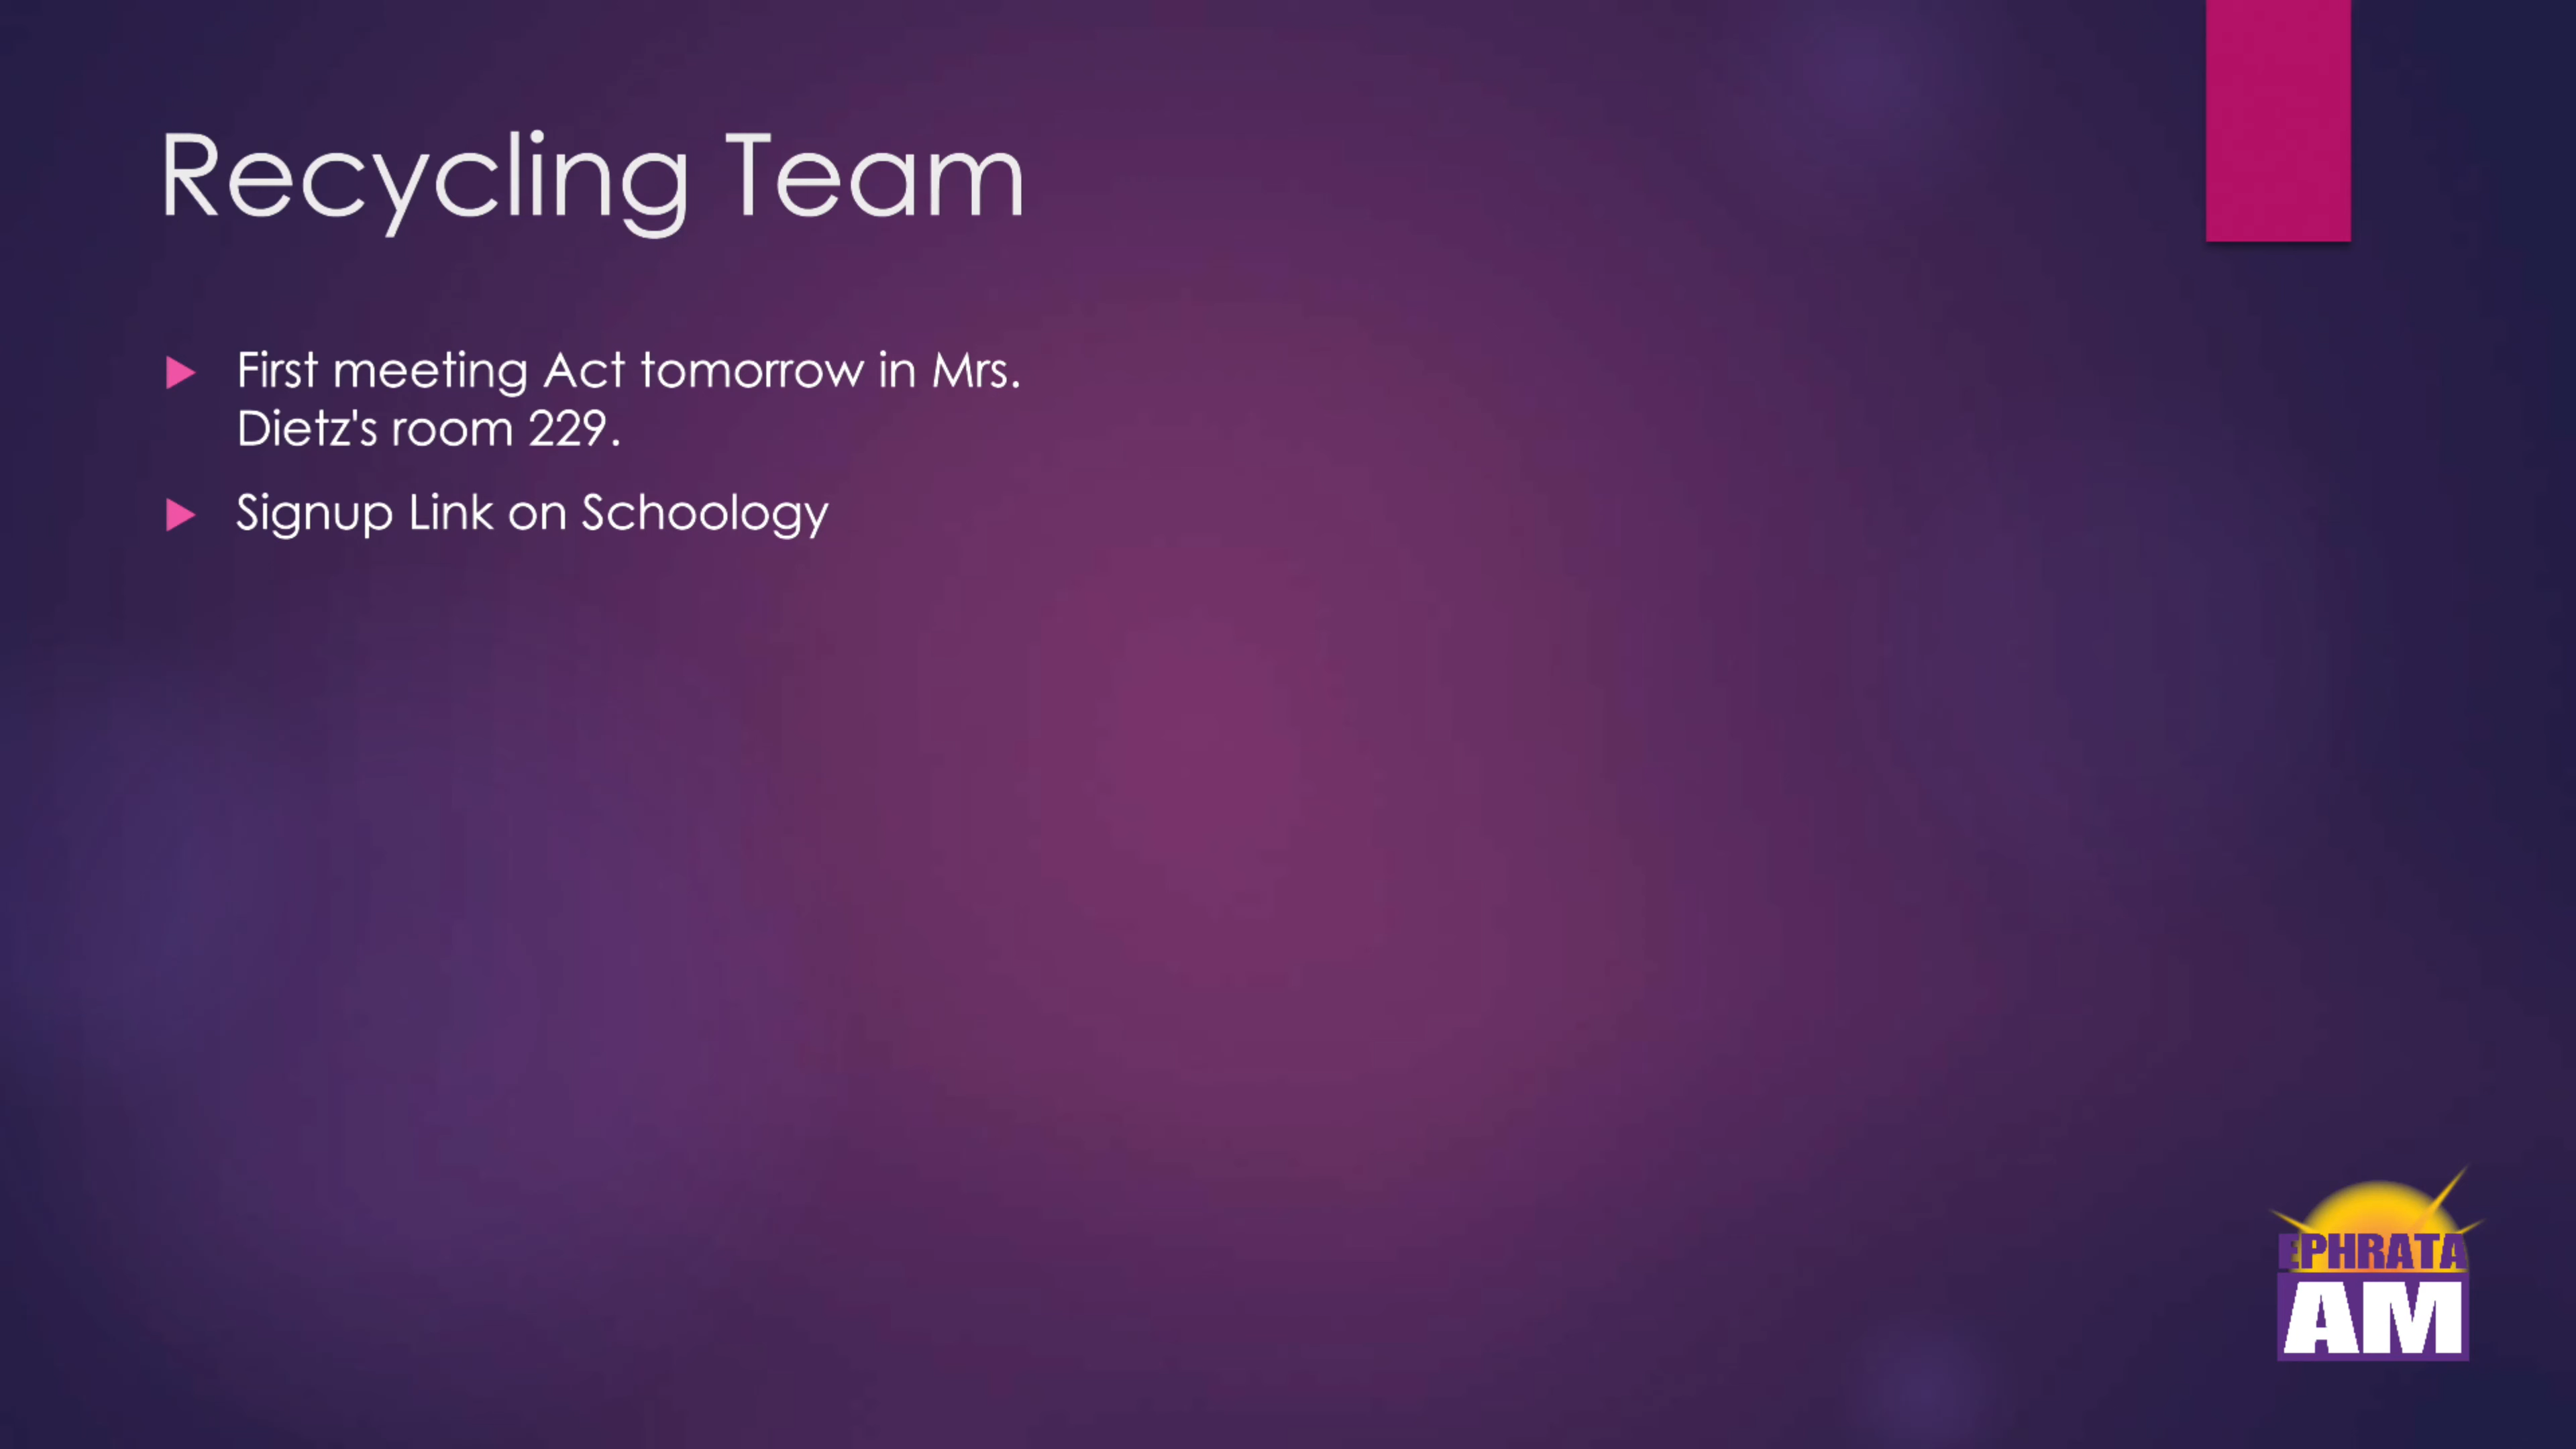 Recycling Team
First meeting Act tomorrow in Mrs.
Dietz's room 229.
Signup Link on Schoology
EPHRATA
AM